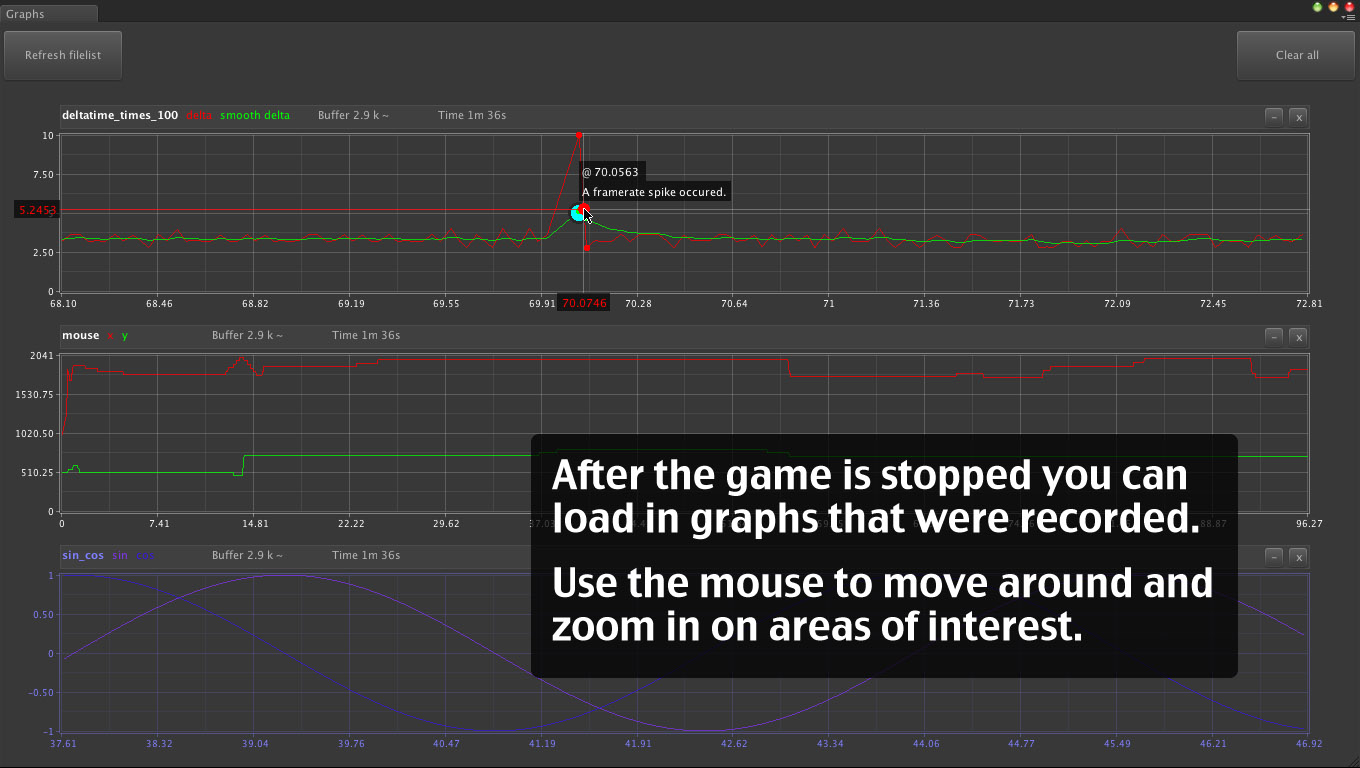 Graphs
Refresh filelist
Clear all
deltatime_times_100 delta smooth delta Buffer 2.9 k ~ Time 1m 36s − x
10
7.50
5.2453
2.50
0
@ 70.0563
A framerate spike occured.
68.10 68.46 68.82 69.19 69.55 69.91 70.0746 70.28 70.64 71 71.36 71.73 72.09 72.45 72.81
mouse x y Buffer 2.9 k ~ Time 1m 36s − x
2041
1530.75
1020.50
510.25
0
0 7.41 14.81 22.22 29.62 37.03 88.87 96.27
After the game is stopped you can
load in graphs that were recorded.
Use the mouse to move around and
zoom in on areas of interest.
sin_cos sin cos Buffer 2.9 k ~ Time 1m 36s − x
1
0.50
0
−0.50
−1
37.61 38.32 39.04 39.76 40.47 41.19 41.91 42.62 43.34 44.06 44.77 45.49 46.21 46.92